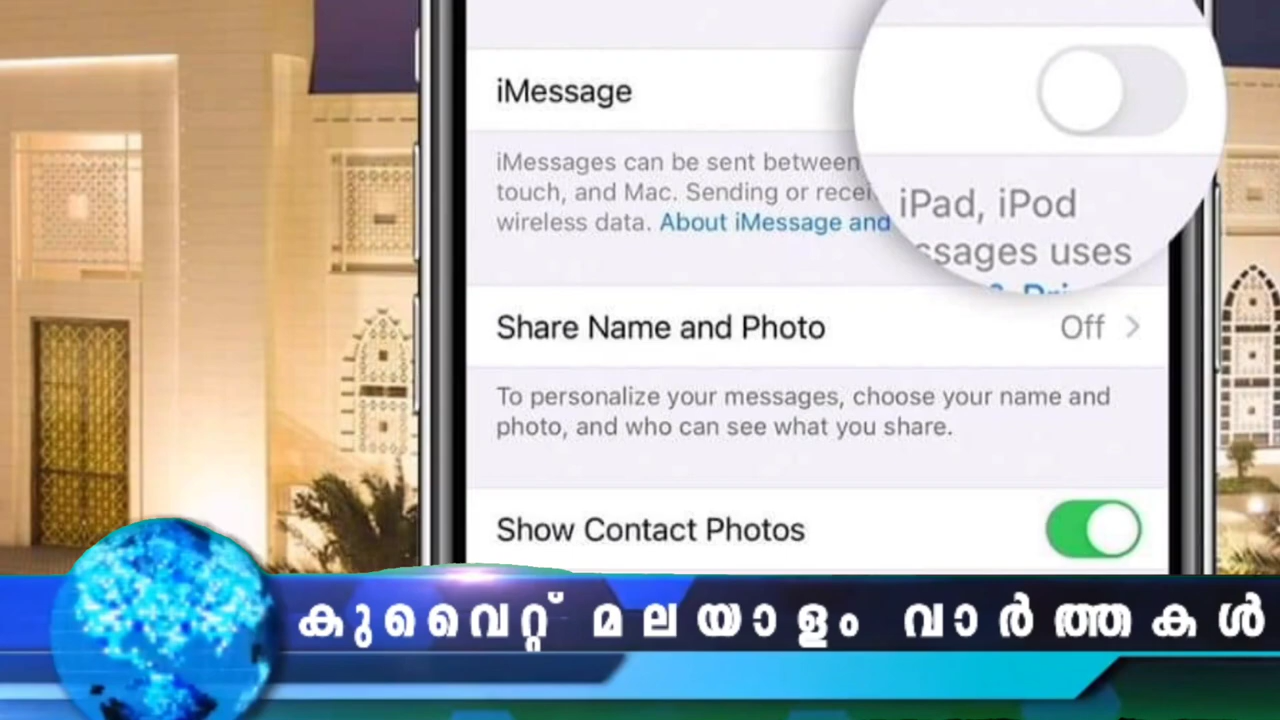 iMessage
iMessages can be sent between
touch, and Mac. Sending or recei
wireless data. About iMessage and
iPad, iPod
ssages uses
Share Name and Photo
Off
To personalize your messages, choose your name and
photo, and who can see what you share.
Show Contact Photos
കുവൈറ്റ് മലയാളം വാർത്തകൾ